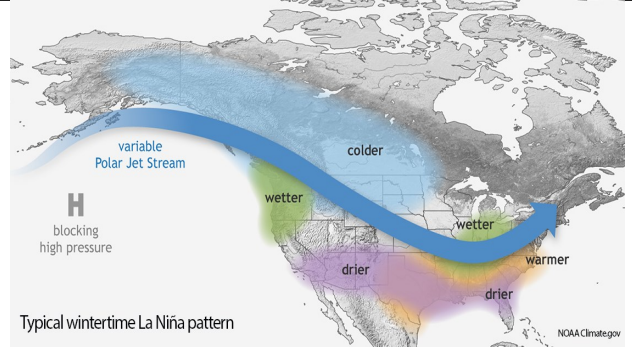 variable
Polar Jet Stream
colder
H
blocking
high pressure
wetter
wetter
drier
warmer
drier
Typical wintertime La Niña pattern
NOAA Climate.gov